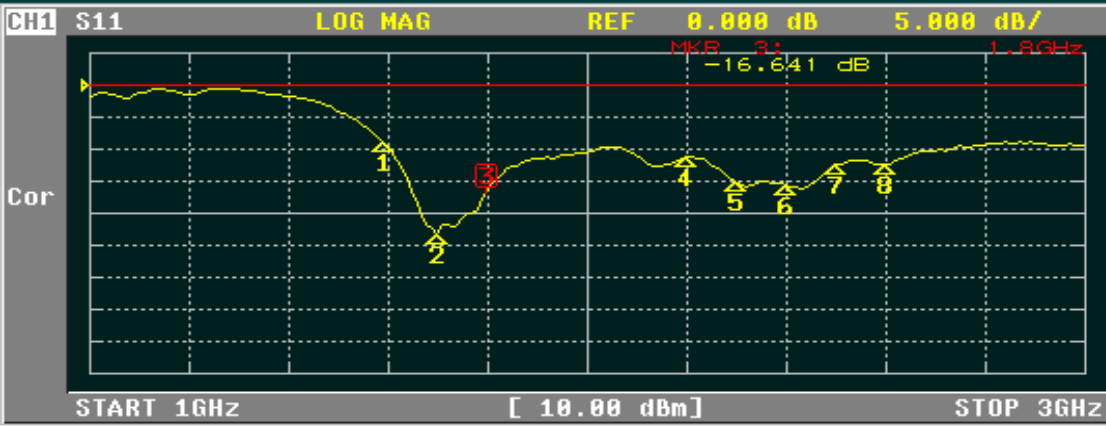 CH1 S11 LOG MAG REF 0.000 dB 5.000 dB/
MKR 3: 1.8GHz
-16.641 dB
1
3
4
7
8
5
6
2
Cor
START 1GHz [ 10.00 dBm] STOP 3GHz